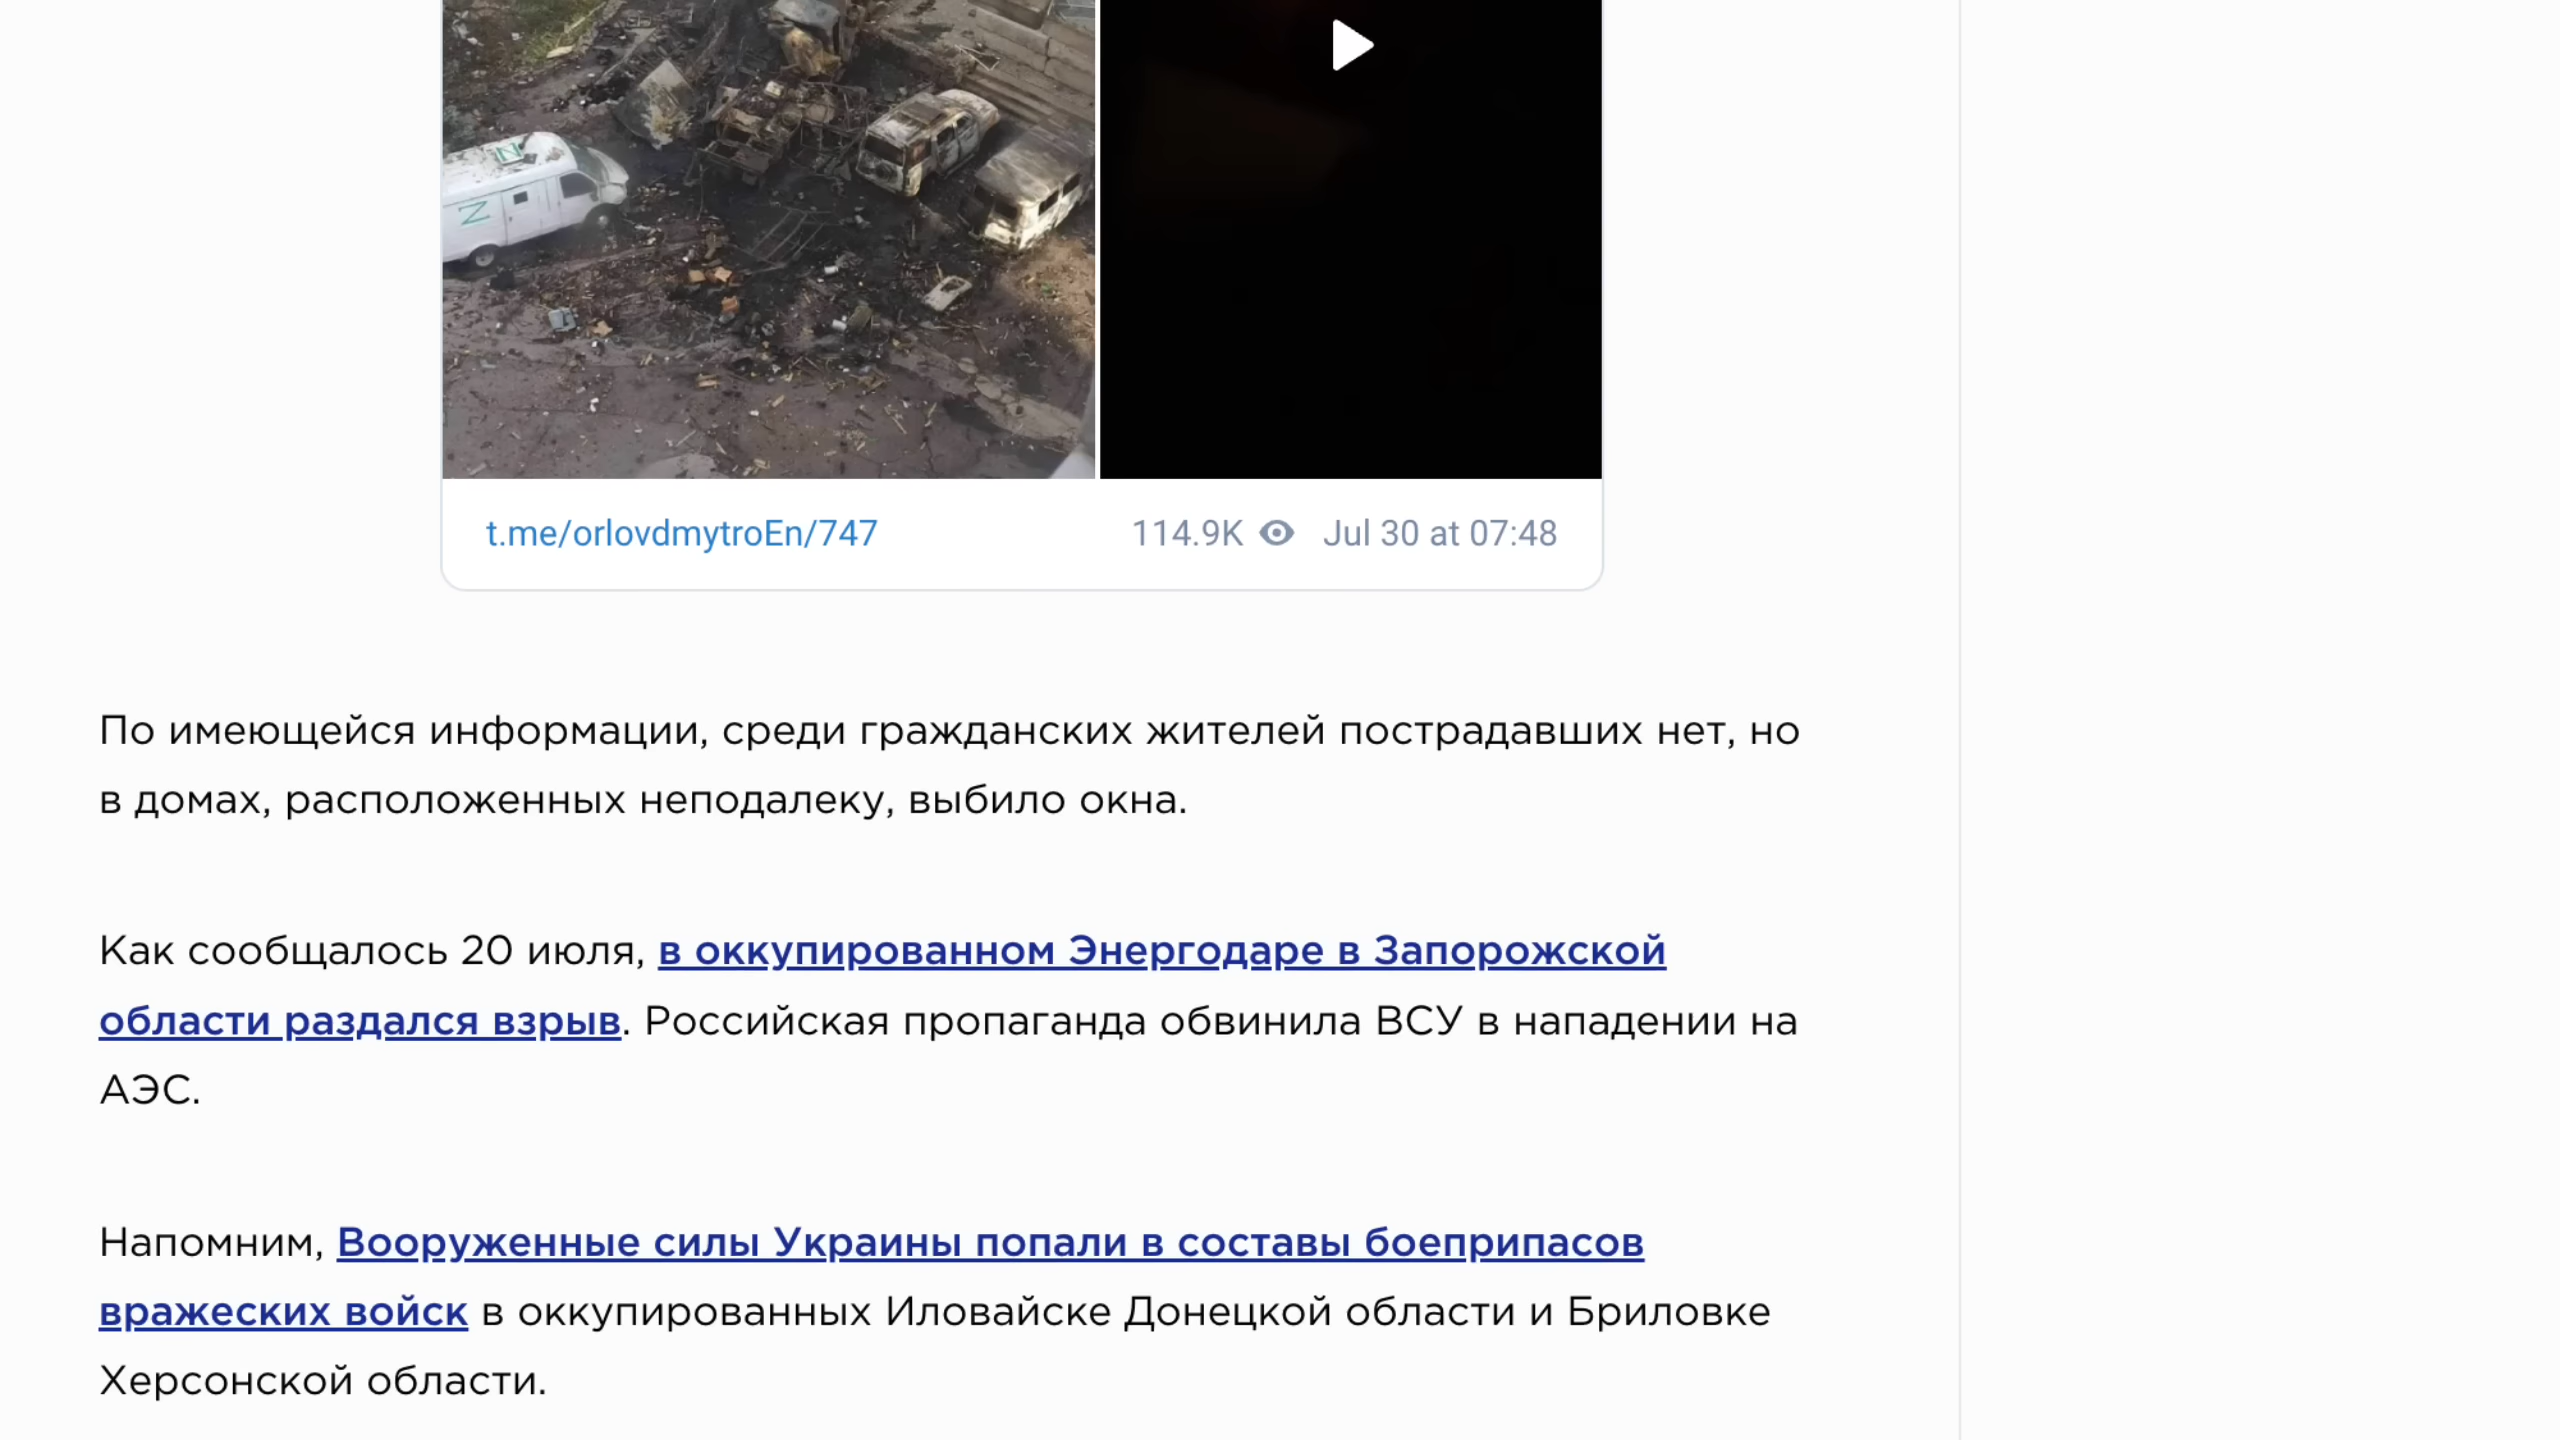 N
Z
t.me/orlovdmytroEn/747
114.9K Jul 30 at 07:48
По имеющейся информации, среди гражданских жителей пострадавших нет, но
в домах, расположенных неподалеку, выбило окна.
Как сообщалось 20 июля, в оккупированном Энергодаре в Запорожской
области раздался взрыв. Российская пропаганда обвинила ВСУ в нападении на
АЭС.
Напомним, Вооруженные силы Украины попали в составы боеприпасов
вражеских войск в оккупированных Иловайске Донецкой области и Бриловке
Херсонской области.